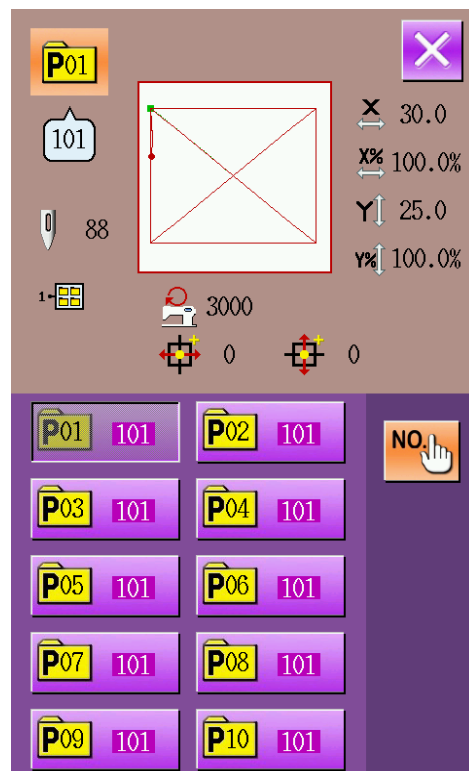 P01
101
88
1-
X 30.0
X% 100.0%
Y 25.0
Y% 100.0%
3000
0 0
P01 101 P02 101
NO.
P03 101 P04 101
P05 101 P06 101
P07 101 P08 101
P09 101 P10 101